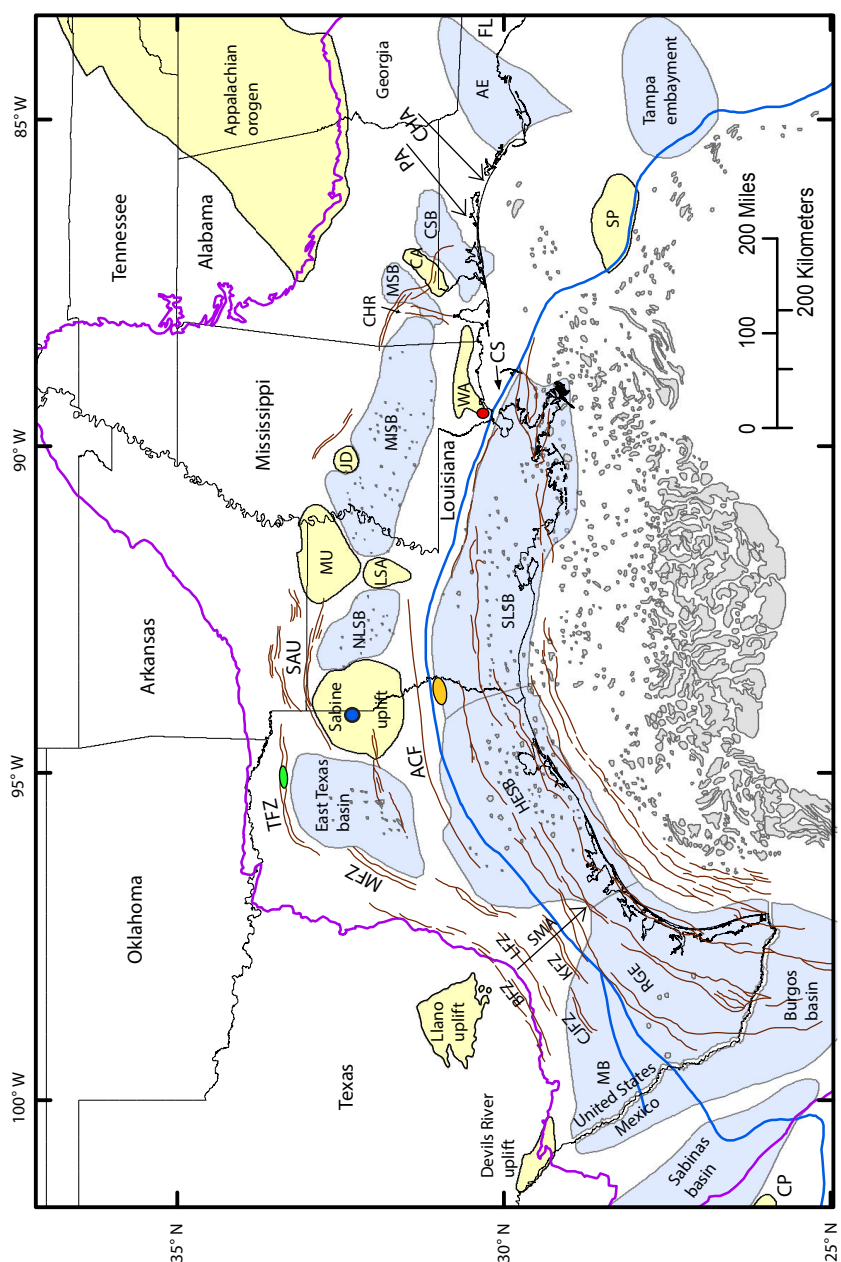 85° W
90° W
95° W
100° W
35° N
30° N
25° N
Tennessee
Alabama
Appalachian
orogen
Georgia
FL
AE
CHA
PA
Tampa
embayment
SP
CSB
CA
MSB
CHR
Mississippi
MISB
JD
WA
CS
Louisiana
MU
LSA
Arkansas
SAU
NLSB
Sabine
uplift
SLSB
ACF
TFZ
East Texas
basin
MFZ
HESB
Oklahoma
LFZ
SMA
BFZ
KFZ
CJFZ
RGE
Llano
uplift
Texas
MB
United States
Mexico
Burgos
basin
Devils River
uplift
Sabinas
basin
CP
0
100
200 Miles
0
200 Kilometers